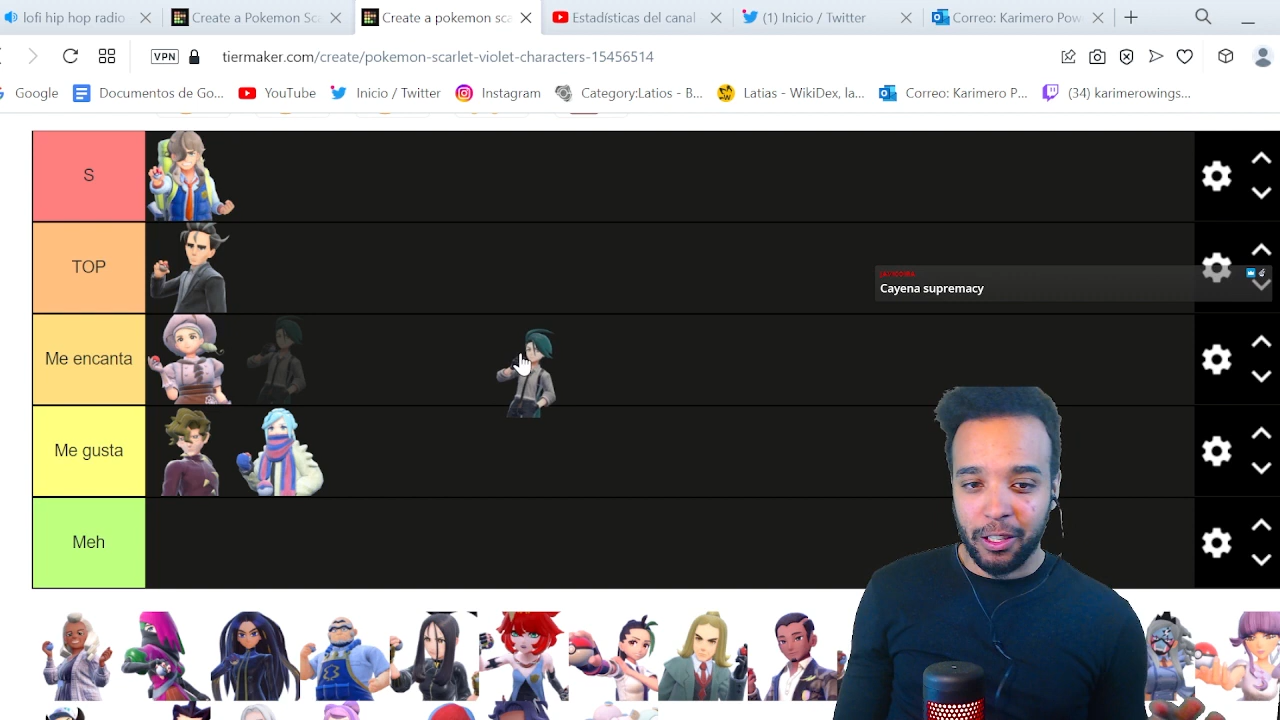 lofi hip hop radio
Create a Pokemon Sc
Create a pokemon sc
Estadísticas del canal
(1) Inicio / Twitter
Correo: Karimero Pow
VPN
tiermaker.com/create/pokemon-scarlet-violet-characters-15456514
Google
Documentos de Go...
YouTube
Inicio / Twitter
Instagram
Category:Latios - B...
Latias - WikiDex, la...
Correo: Karimero P...
(34) karimerowings...
S
TOP
Cayena supremacy
Me encanta
Me gusta
Meh